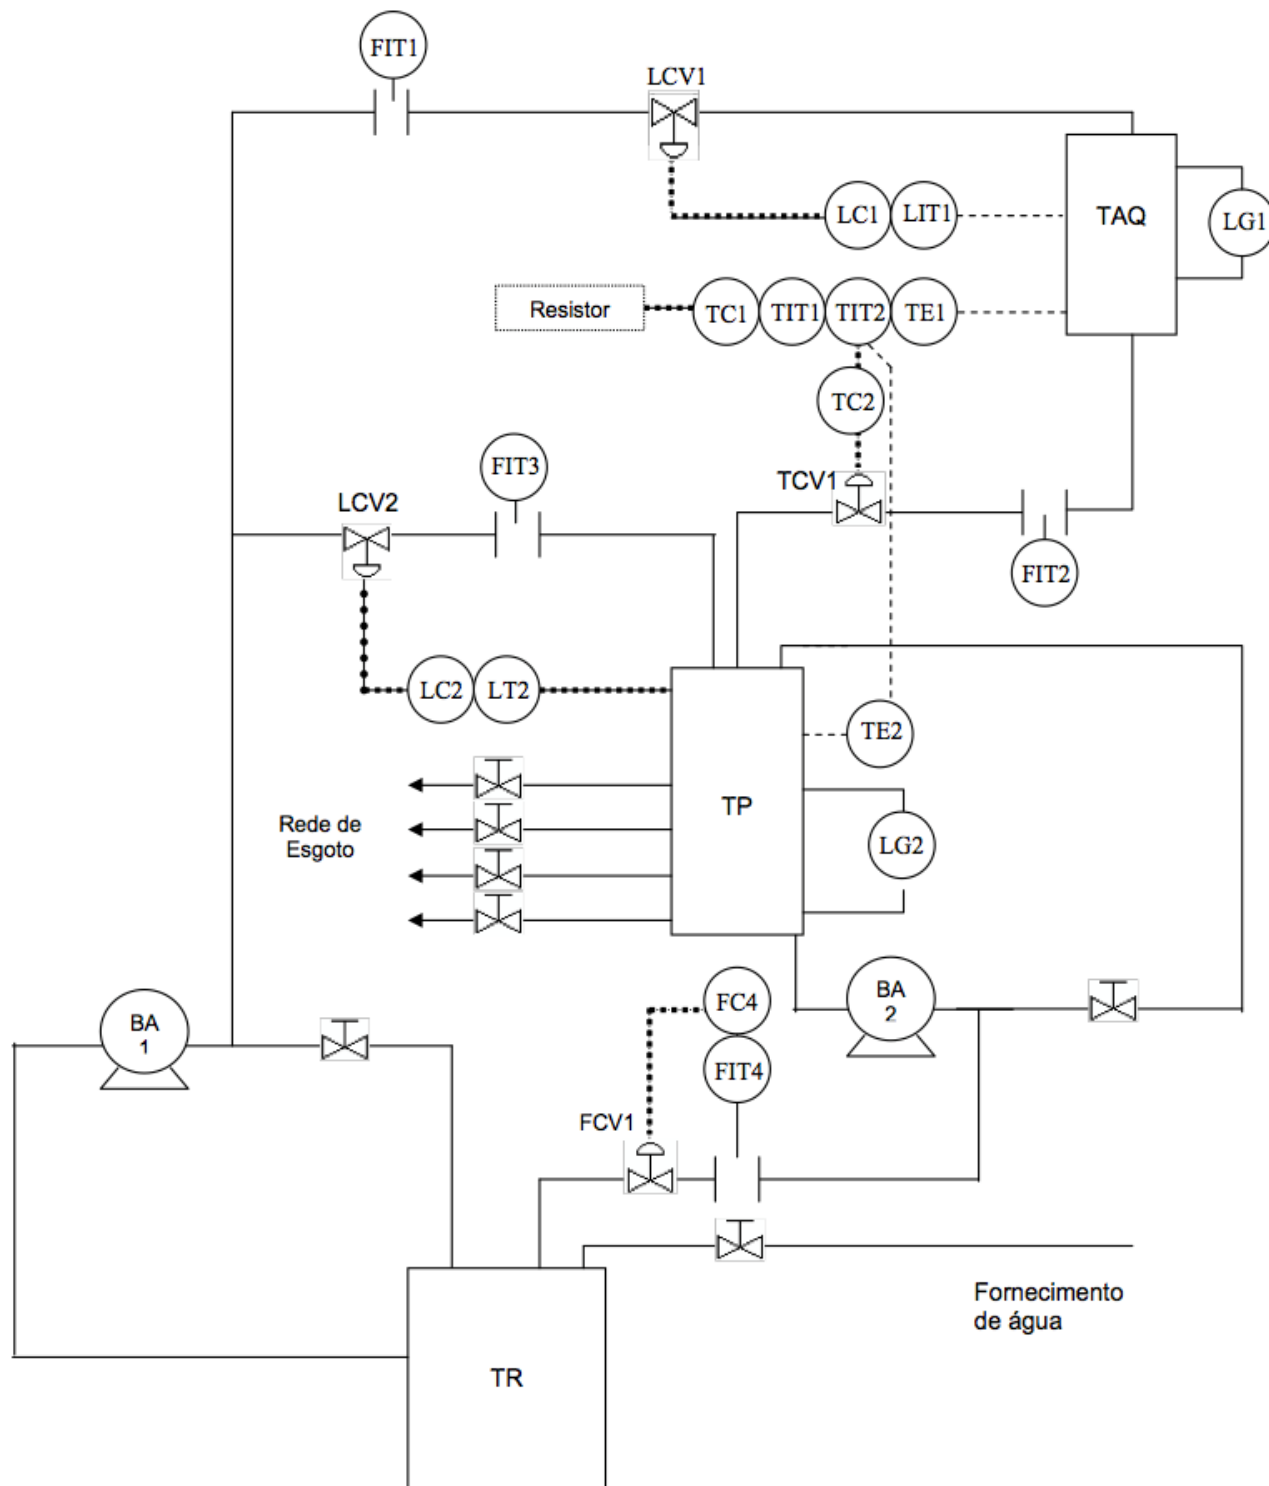 FIT1
LCV1
LC1
LIT1
TAQ
LG1
Resistor
TC1
TIT1
TIT2
TE1
TC2
FIT3
TCV1
LCV2
FIT2
LC2
LT2
TE2
TP
Rede de
Esgoto
LG2
FC4
BA
2
BA
1
FIT4
FCV1
Fornecimento
de água
TR